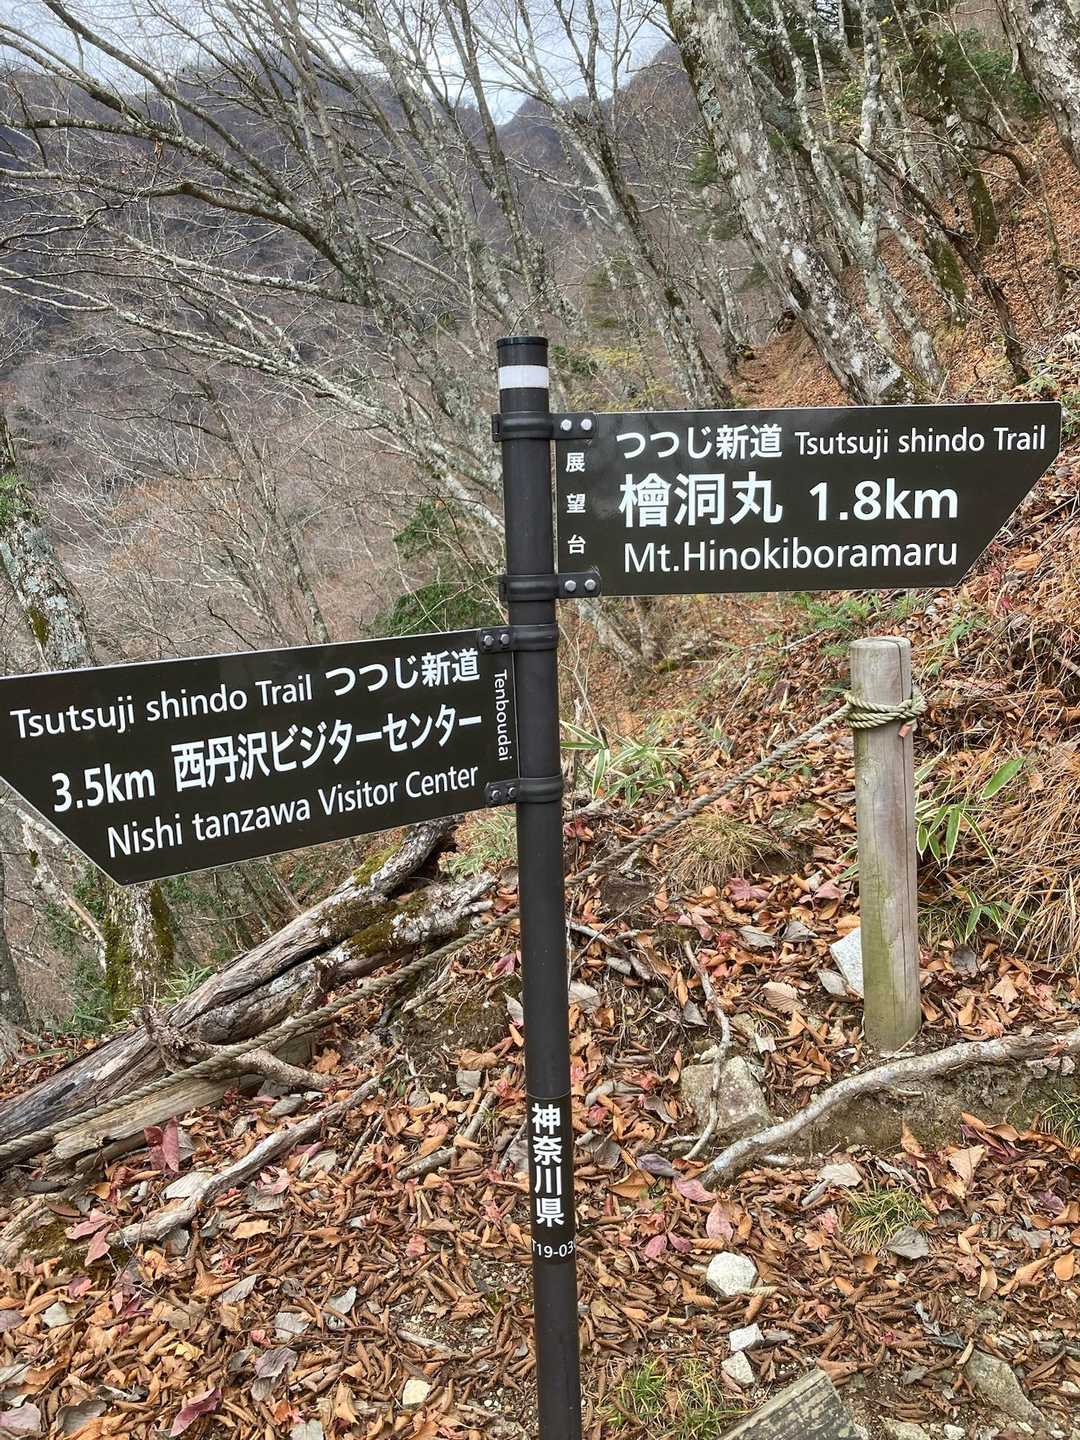 展望台
つつじ新道 Tsutsuji shindo Trail
檜洞丸 1.8km
Mt.Hinokiboramaru
Tsutsuji shindo Trail つつじ新道
3.5km 西丹沢ビジターセンター
Nishi tanzawa Visitor Center
Tenboudai
神奈川県